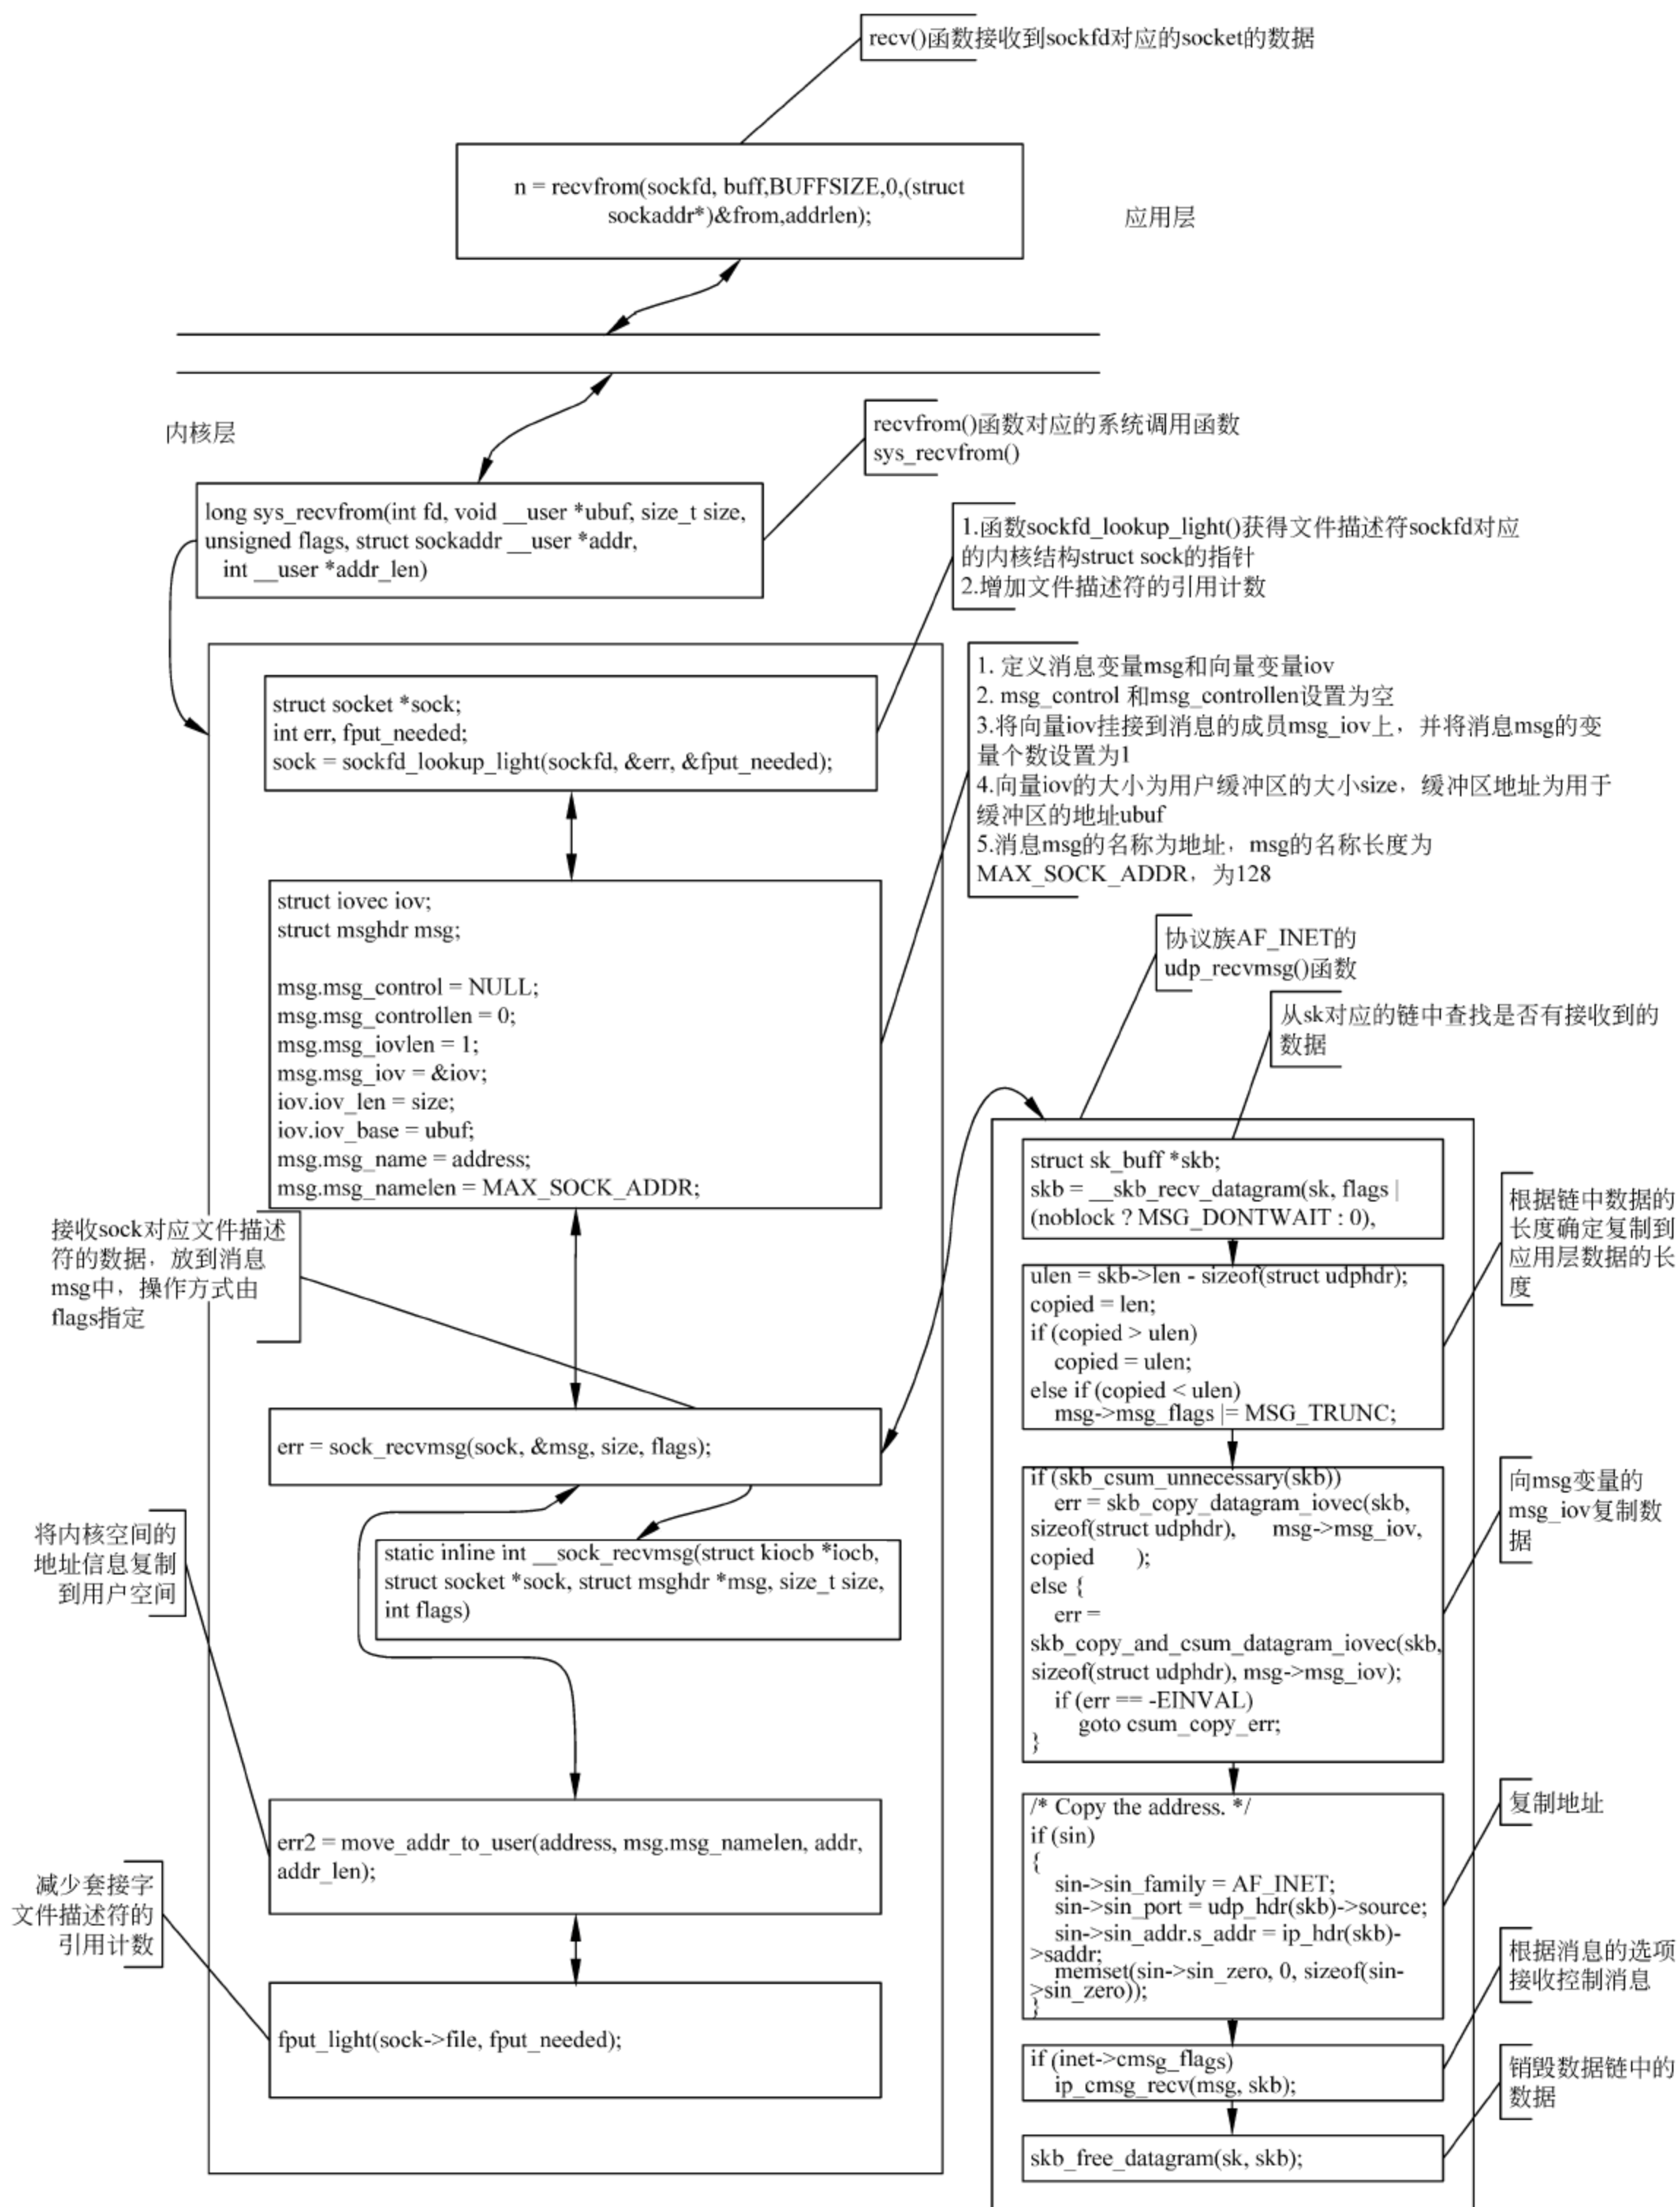 recv()函数接收到sockfd对应的socket的数据
n = recvfrom(sockfd, buff,BUFFSIZE,0,(struct
sockaddr*)&from,addrlen);
应用层
内核层
recvfrom()函数对应的系统调用函数
sys_recvfrom()
long sys_recvfrom(int fd, void __user *ubuf, size_t size,
unsigned flags, struct sockaddr __user *addr,
int __user *addr_len)
1.函数sockfd_lookup_light()获得文件描述符sockfd对应
的内核结构struct sock的指针
2.增加文件描述符的引用计数
struct socket *sock;
int err, fput_needed;
sock = sockfd_lookup_light(sockfd, &err, &fput_needed);
1. 定义消息变量msg和向量变量iov
2. msg_control 和msg_controllen设置为空
3.将向量iov挂接到消息的成员msg_iov上，并将消息msg的变
量个数设置为1
4.向量iov的大小为用户缓冲区的大小size，缓冲区地址为用于
缓冲区的地址ubuf
5.消息msg的名称为地址，msg的名称长度为
MAX_SOCK_ADDR，为128
struct iovec iov;
struct msghdr msg;
msg.msg_control = NULL;
msg.msg_controllen = 0;
msg.msg_iovlen = 1;
msg.msg_iov = &iov;
iov.iov_len = size;
iov.iov_base = ubuf;
msg.msg_name = address;
msg.msg_namelen = MAX_SOCK_ADDR;
接收sock对应文件描述
符的数据，放到消息
msg中，操作方式由
flags指定
err = sock_recvmsg(sock, &msg, size, flags);
static inline int __sock_recvmsg(struct kiocb *iocb,
struct socket *sock, struct msghdr *msg, size_t size,
int flags)
将内核空间的
地址信息复制
到用户空间
err2 = move_addr_to_user(address, msg.msg_namelen, addr,
addr_len);
减少套接字
文件描述符的
引用计数
fput_light(sock->file, fput_needed);
协议族AF_INET的
udp_recvmsg()函数
从sk对应的链中查找是否有接收到的
数据
struct sk_buff *skb;
skb = __skb_recv_datagram(sk, flags |
(noblock ? MSG_DONTWAIT : 0),
根据链中数据的
长度确定复制到
应用层数据的长
度
ulen = skb->len - sizeof(struct udphdr);
copied = len;
if (copied > ulen)
copied = ulen;
else if (copied < ulen)
msg->msg_flags |= MSG_TRUNC;
向msg变量的
msg_iov复制数
据
if (skb_csum_unnecessary(skb))
err = skb_copy_datagram_iovec(skb,
sizeof(struct udphdr), msg->msg_iov,
copied );
else {
err =
skb_copy_and_csum_datagram_iovec(skb,
sizeof(struct udphdr), msg->msg_iov);
if (err == -EINVAL)
goto csum_copy_err;
}
复制地址
/* Copy the address. */
if (sin)
{
sin->sin_family = AF_INET;
sin->sin_port = udp_hdr(skb)->source;
sin->sin_addr.s_addr = ip_hdr(skb)-
>saddr;
memset(sin->sin_zero, 0, sizeof(sin-
>sin_zero));
}
根据消息的选项
接收控制消息
if (inet->cmsg_flags)
ip_cmsg_recv(msg, skb);
销毁数据链中的
数据
skb_free_datagram(sk, skb);